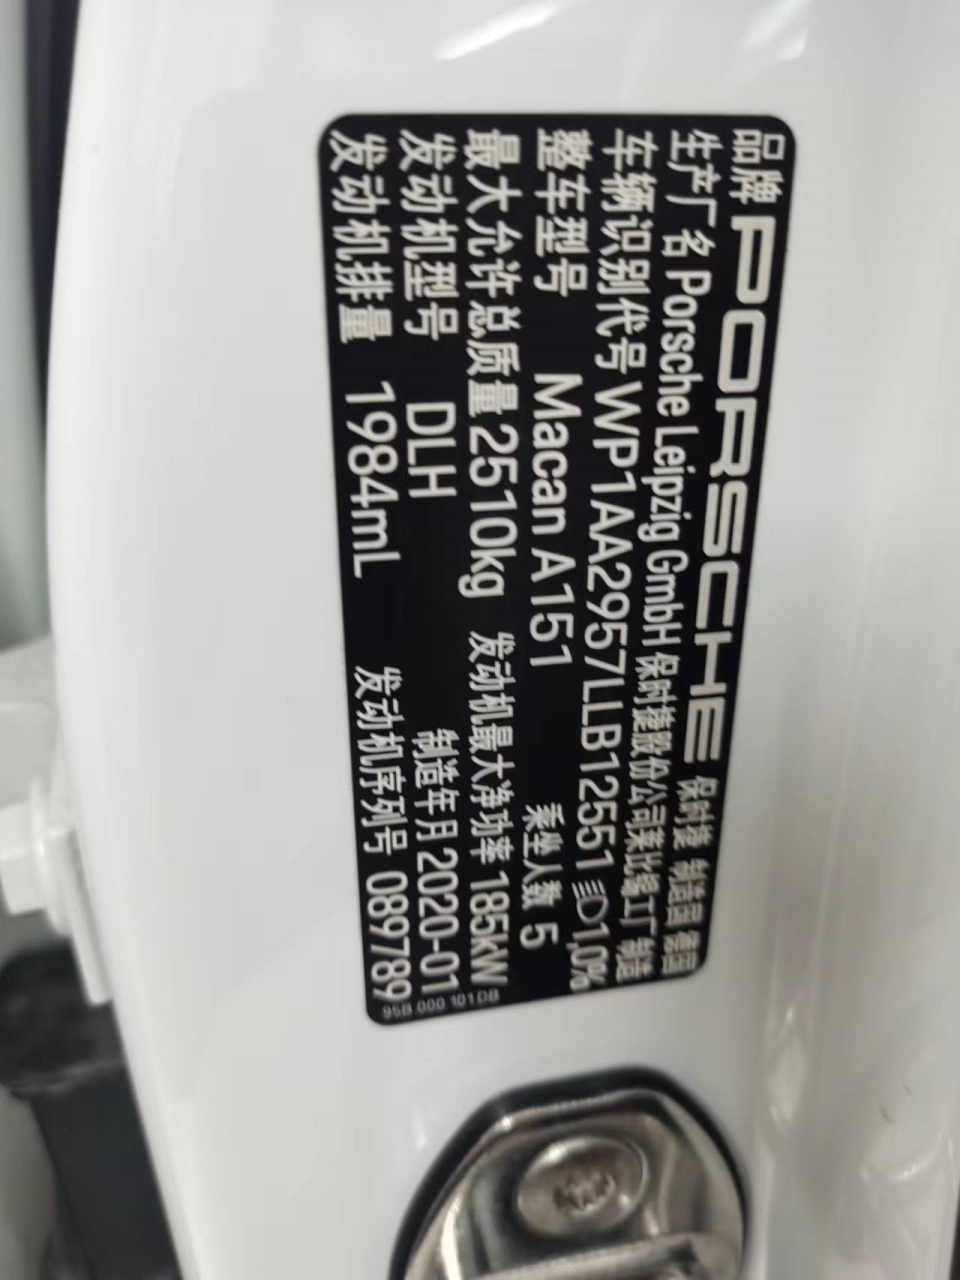 品牌 PORSCHE 保时捷 制造国 德国
生产厂名 Porsche Leipzig GmbH 保时捷股份公司莱比锡工厂 制造
车辆识别代号 WP1AA2957LLB12551 1,0%
整车型号 Macan A151 乘坐人数 5
最大允许总质量 2510kg 发动机最大净功率 185kW
发动机型号 DLH 制造年月 2020-01
发动机排量 1984mL 发动机序列号 089789
95B 000 101 DB